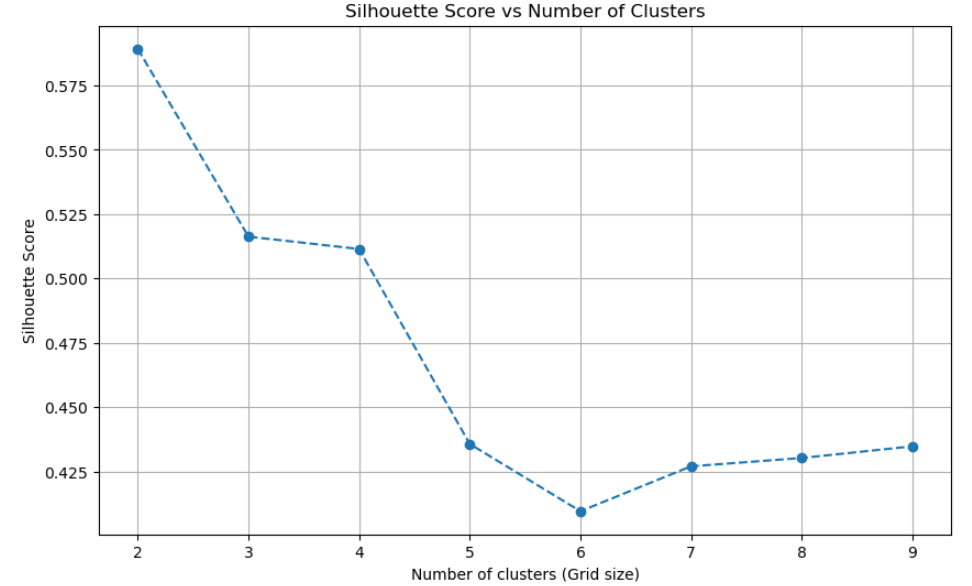 Silhouette Score vs Number of Clusters
Silhouette Score
0.575
0.550
0.525
0.500
0.475
0.450
0.425
2 3 4 5 6 7 8 9
Number of clusters (Grid size)